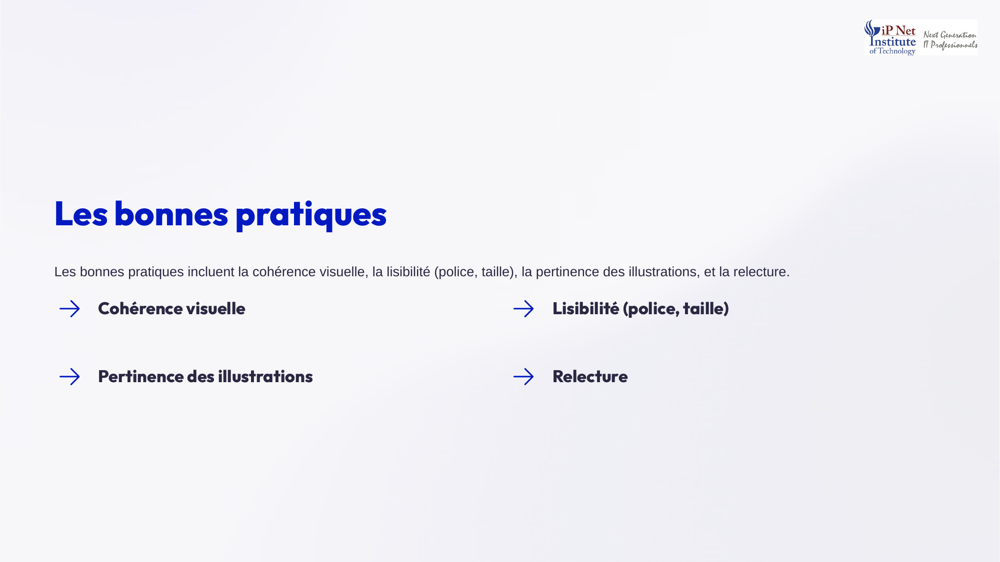 iP Net
Institute
of Technology
Next Generation
IT Professionnels
Les bonnes pratiques
Les bonnes pratiques incluent la cohérence visuelle, la lisibilité (police, taille), la pertinence des illustrations, et la relecture.
Cohérence visuelle
Lisibilité (police, taille)
Pertinence des illustrations
Relecture